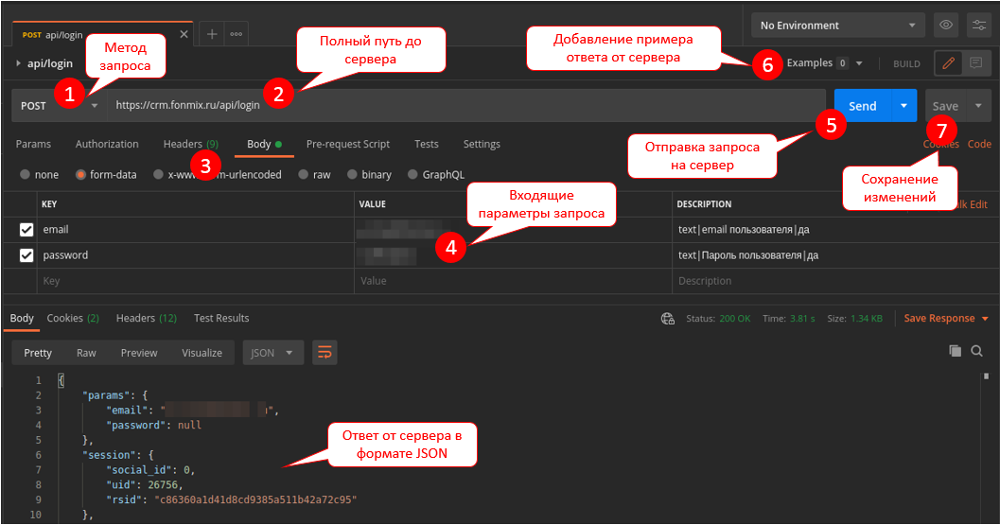 POST api/login
No Environment
Метод
запроса
Полный путь до
сервера
Добавление примера
ответа от сервера
api/login
6
Examples 0
BUILD
1
2
POST
https://crm.fonmix.ru/api/login
Send
Save
5
7
Params Authorization Headers (9) Body Pre-request Script Tests Settings
Cookies Code
Отправка запроса
на сервер
3
none form-data x-www- m-urlencoded raw binary GraphQL
Сохранение
изменений
Входящие
параметры запроса
KEY VALUE DESCRIPTION
lk Edit
email
text|email пользователя|да
4
password
text|Пароль пользователя|да
Key Value Description
Body Cookies (2) Headers (12) Test Results
Status: 200 OK Time: 3.81 s Size: 1.34 KB Save Response
Pretty Raw Preview Visualize JSON
1 {
2 "params": {
3 "email": " ",
4 "password": null
5 },
6 "session": {
7 "social_id": 0,
8 "uid": 26756,
9 "rsid": "c86360a1d41d8cd9385a511b42a72c95"
10 },
Ответ от сервера в
формате JSON